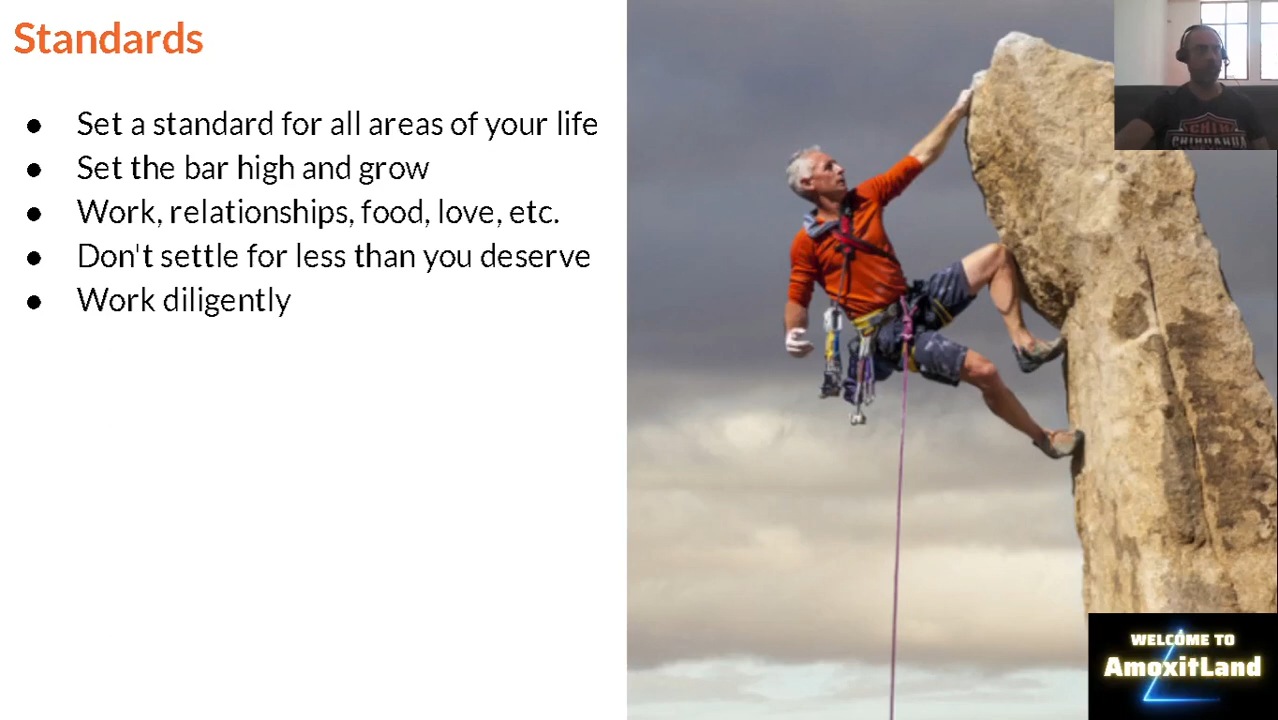 Standards
● Set a standard for all areas of your life
● Set the bar high and grow
● Work, relationships, food, love, etc.
● Don't settle for less than you deserve
● Work diligently
CHIHUAHUA
WELCOME TO
AmoxitLand